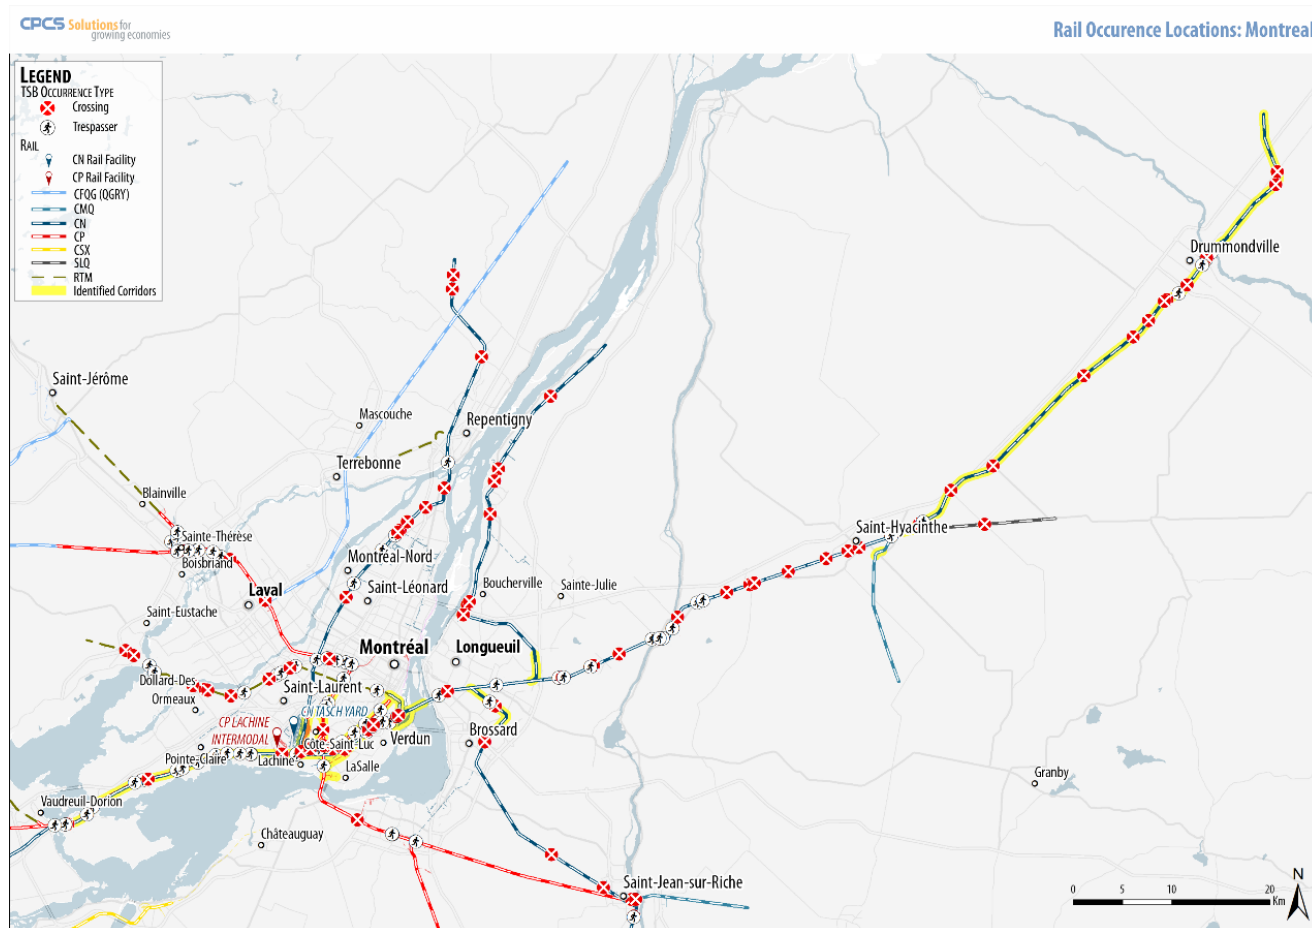 CPCS Solutions for
growing economies
Rail Occurence Locations: Montreal
LEGEND
TSB OCCURRENCE TYPE
Crossing
Trespasser
RAIL
CN Rail Facility
CP Rail Facility
CFQG (QGRY)
CMQ
CN
CP
CSX
SLQ
RTM
Identified Corridors
Drummondville
Saint-Jérôme
Mascouche
Repentigny
Terrebonne
Blainville
Saint-Hyacinthe
Sainte-Thérèse
Montréal-Nord
Boisbriand
Saint-Léonard
Boucherville
Sainte-Julie
Laval
Saint-Eustache
Montréal
Longueuil
Dollard-Des
Ormeaux
Saint-Laurent
CN TASCH YARD
CP LACHINE
INTERMODAL
Côte-Saint-Luc
Verdun
Brossard
Pointe-Claire
Lachine
LaSalle
Granby
Vaudreuil-Dorion
Châteauguay
Saint-Jean-sur-Riche
N
0 5 10 20
Km